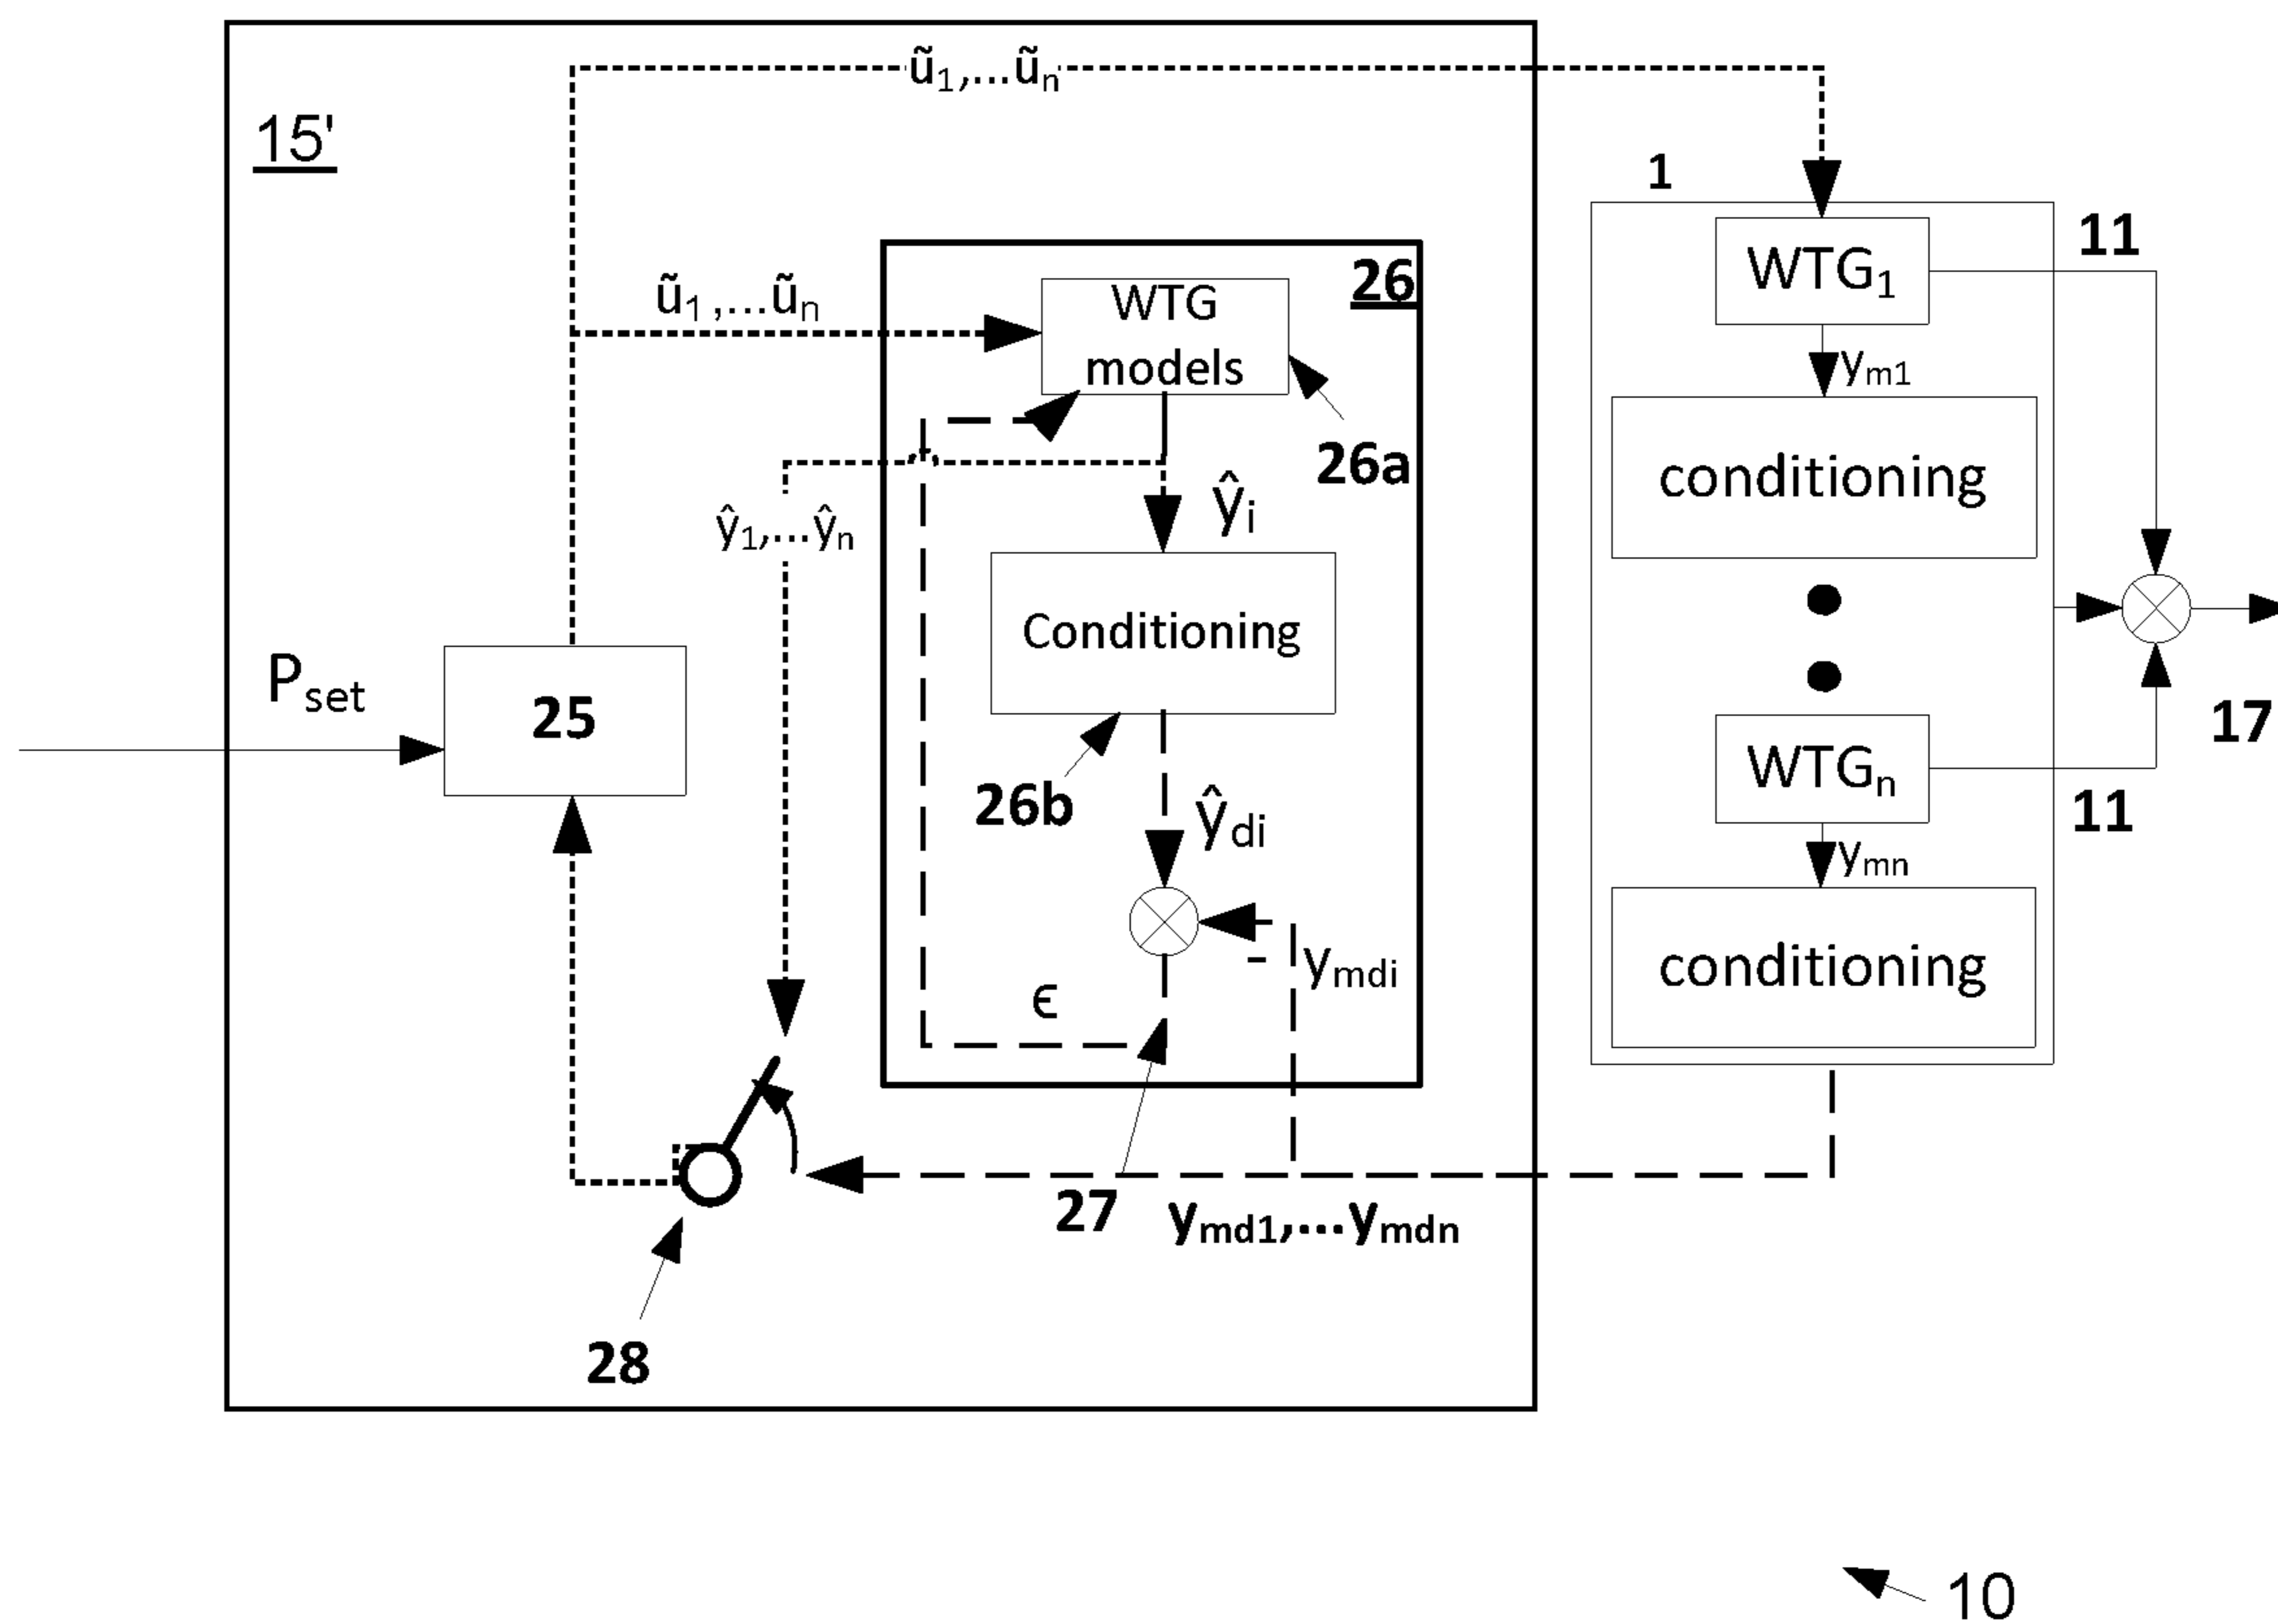 ũ₁,...ũₙ
15'
1
11
WTG₁
26
ũ₁,...ũₙ
WTG
models
yₘ₁
26a
conditioning
ŷᵢ
ŷ₁,...ŷₙ
Conditioning
Pset
25
17
WTGₙ
26b
ŷdi
11
yₘₙ
-
ymdi
conditioning
ϵ
27
ymd1,...ymdn
28
10